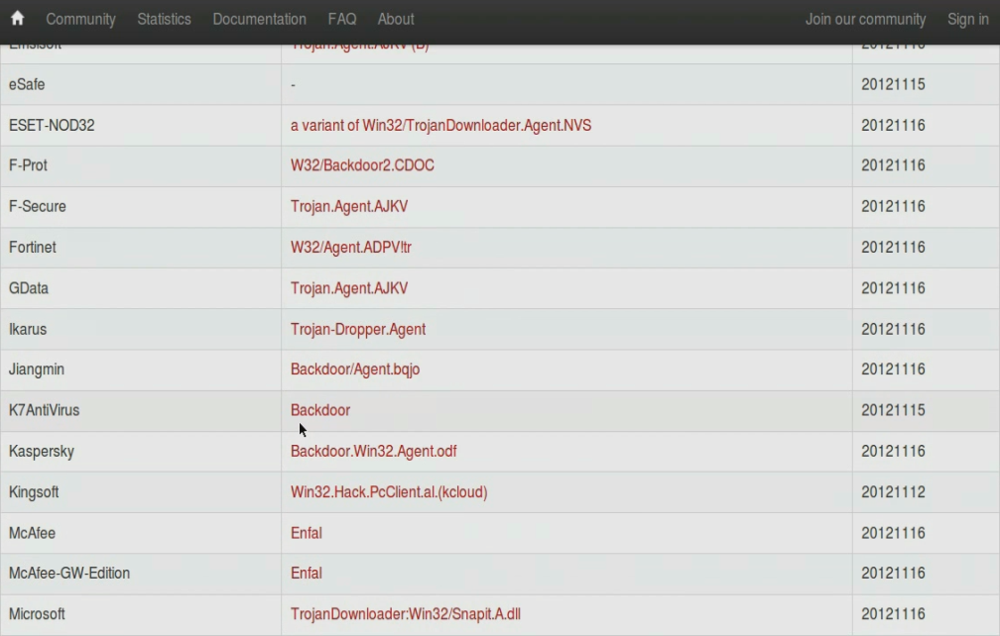 Community Statistics Documentation FAQ About Join our community Sign in
Emsisoft Trojan.Agent.AJKV (B) 20121116
eSafe - 20121115
ESET-NOD32 a variant of Win32/TrojanDownloader.Agent.NVS 20121116
F-Prot W32/Backdoor2.CDOC 20121116
F-Secure Trojan.Agent.AJKV 20121116
Fortinet W32/Agent.ADPV!tr 20121116
GData Trojan.Agent.AJKV 20121116
Ikarus Trojan-Dropper.Agent 20121116
Jiangmin Backdoor/Agent.bqjo 20121116
K7AntiVirus Backdoor 20121115
Kaspersky Backdoor.Win32.Agent.odf 20121116
Kingsoft Win32.Hack.PcClient.al.(kcloud) 20121112
McAfee Enfal 20121116
McAfee-GW-Edition Enfal 20121116
Microsoft TrojanDownloader:Win32/Snapit.A.dll 20121116